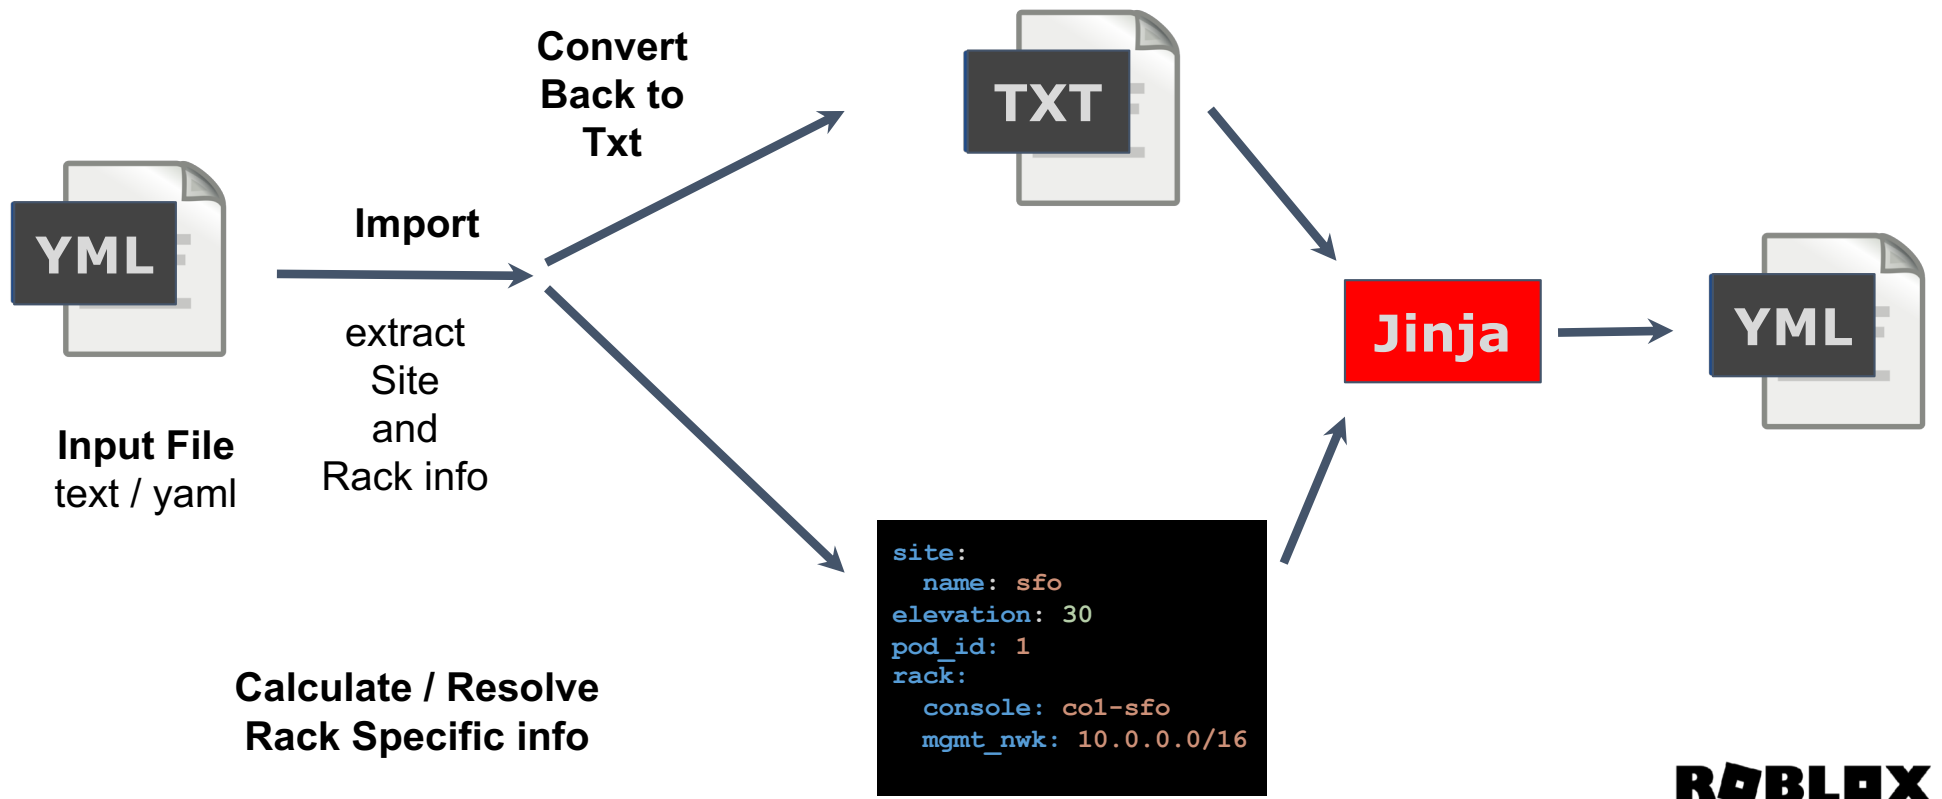 Convert
Back to
Txt
TXT
YML
Import
extract
Site
and
Rack info
Input File
text / yaml
Jinja
YML
site:
  name: sfo
elevation: 30
pod_id: 1
rack:
  console: co1-sfo
  mgmt_nwk: 10.0.0.0/16
Calculate / Resolve
Rack Specific info
ROBLOX